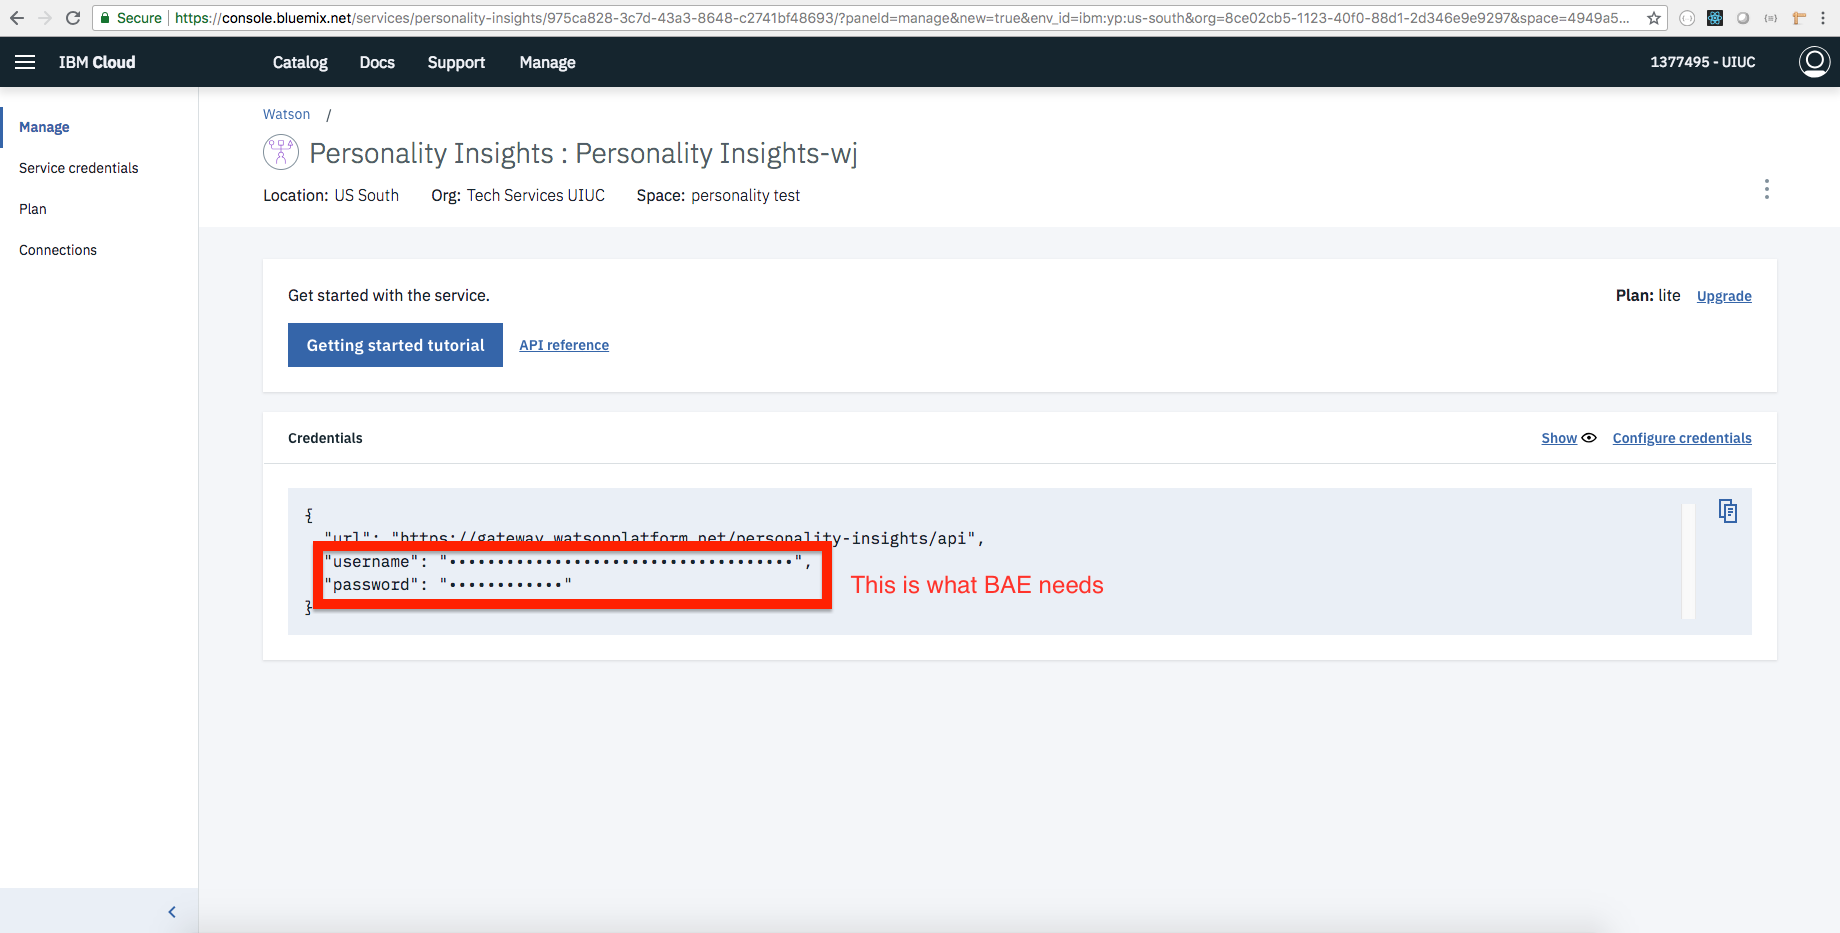 Secure https://console.bluemix.net/services/personality-insights/975ca828-3c7d-43a3-8648-c2741bf48693/?paneId=manage&new=true&env_id=ibm:yp:us-south&org=8ce02cb5-1123-40f0-88d1-2d346e9e9297&space=4949a5...
IBM Cloud Catalog Docs Support Manage 1377495 - UIUC
Manage
Service credentials
Plan
Connections
Watson /
Personality Insights : Personality Insights-wj
Location: US South Org: Tech Services UIUC Space: personality test
Get started with the service. Plan: lite Upgrade
Getting started tutorial API reference
Credentials Show Configure credentials
{
"url": "https://gateway.watsonplatform.net/personality-insights/api",
"username": "••••••••••••••••••••••••••••••••••••",
"password": "••••••••••••"
}
This is what BAE needs